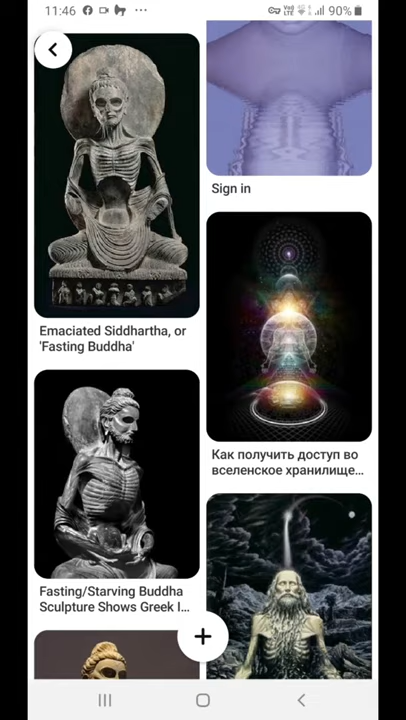 11:46
90%
Emaciated Siddhartha, or
'Fasting Buddha'
Fasting/Starving Buddha
Sculpture Shows Greek I...
Sign in
Как получить доступ во
вселенское хранилище...